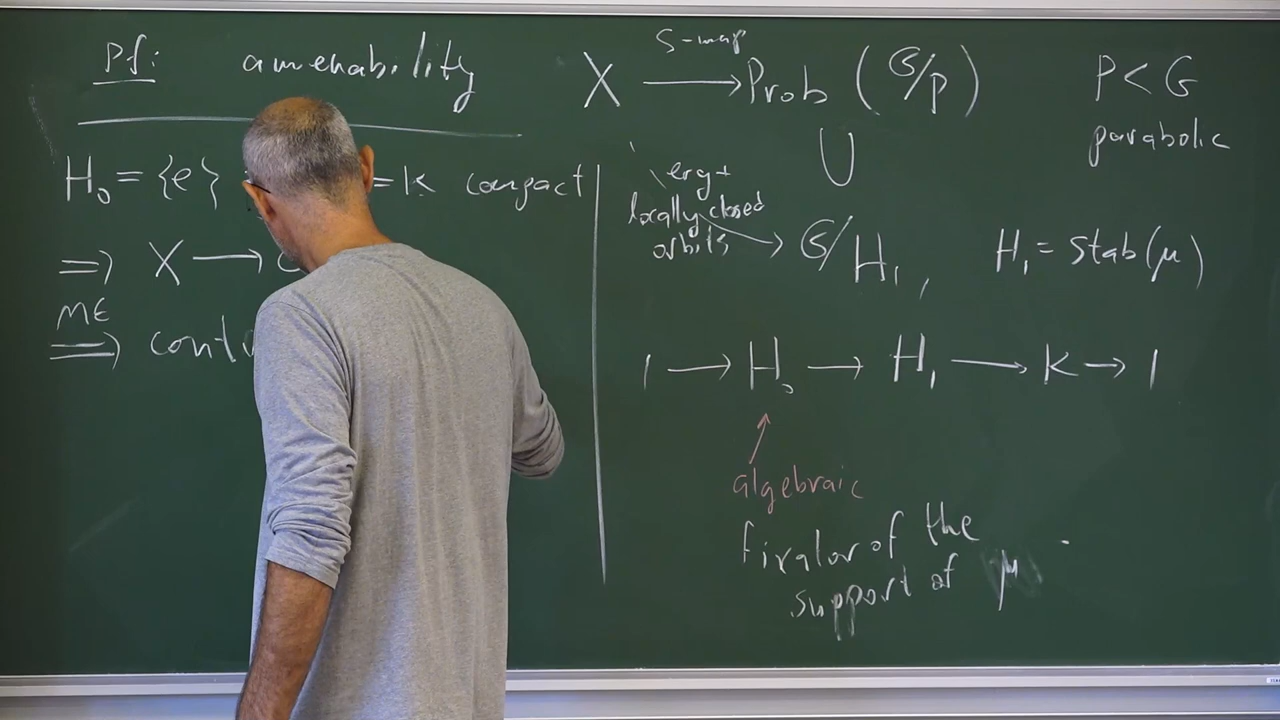 Pf: amenability
H₀ = {e} = K compact
⇒ X → 
ME
⇒ 
X → Prob (G/P)
S-map
P < G
parabolic
∪
erg+
locally closed
orbits
G/H₁,
H₁ = Stab(μ)
1 → H₀ → H₁ → K → 1
algebraic
fixator of the
support of μ.